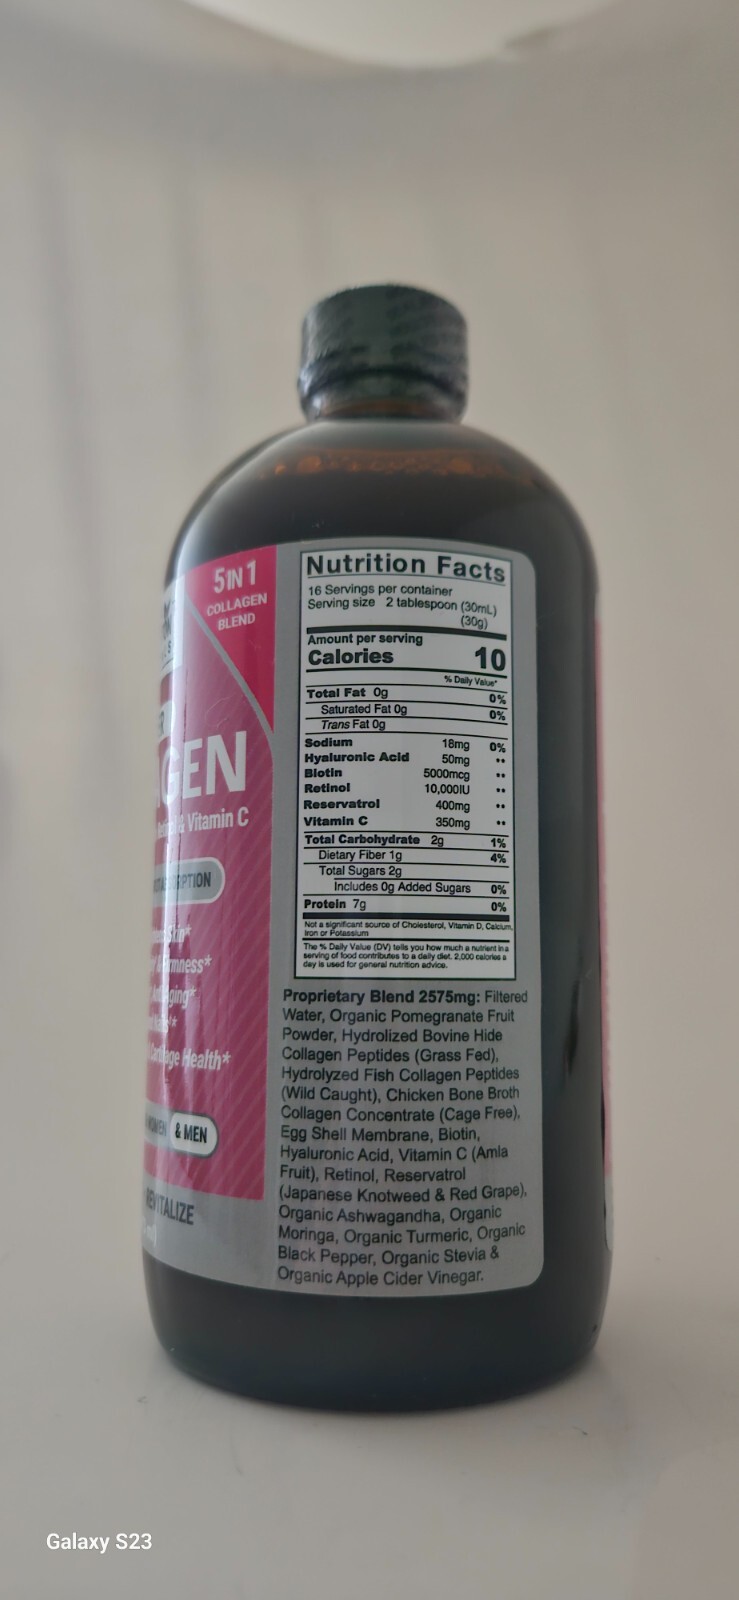 5IN1
COLLAGEN
BLEND
GEN
& Vitamin C
Skin*
Firmness*
Aging*
Cartilage Health*
WOMEN & MEN
REVITALIZE
Nutrition Facts
16 Servings per container
Serving size 2 tablespoon (30mL)
(30g)
Amount per serving
Calories 10
% Daily Value*
Total Fat 0g 0%
Saturated Fat 0g 0%
Trans Fat 0g
Sodium 18mg 0%
Hyaluronic Acid 50mg **
Biotin 5000mcg **
Retinol 10,000IU **
Reservatrol 400mg **
Vitamin C 350mg **
Total Carbohydrate 2g 1%
Dietary Fiber 1g 4%
Total Sugars 2g
Includes 0g Added Sugars 0%
Protein 7g 0%
Not a significant source of Cholesterol, Vitamin D, Calcium,
Iron or Potassium
The % Daily Value (DV) tells you how much a nutrient in a
serving of food contributes to a daily diet. 2,000 calories a
day is used for general nutrition advice.
Proprietary Blend 2575mg: Filtered
Water, Organic Pomegranate Fruit
Powder, Hydrolized Bovine Hide
Collagen Peptides (Grass Fed),
Hydrolyzed Fish Collagen Peptides
(Wild Caught), Chicken Bone Broth
Collagen Concentrate (Cage Free),
Egg Shell Membrane, Biotin,
Hyaluronic Acid, Vitamin C (Amla
Fruit), Retinol, Reservatrol
(Japanese Knotweed & Red Grape),
Organic Ashwagandha, Organic
Moringa, Organic Turmeric, Organic
Black Pepper, Organic Stevia &
Organic Apple Cider Vinegar.
Galaxy S23